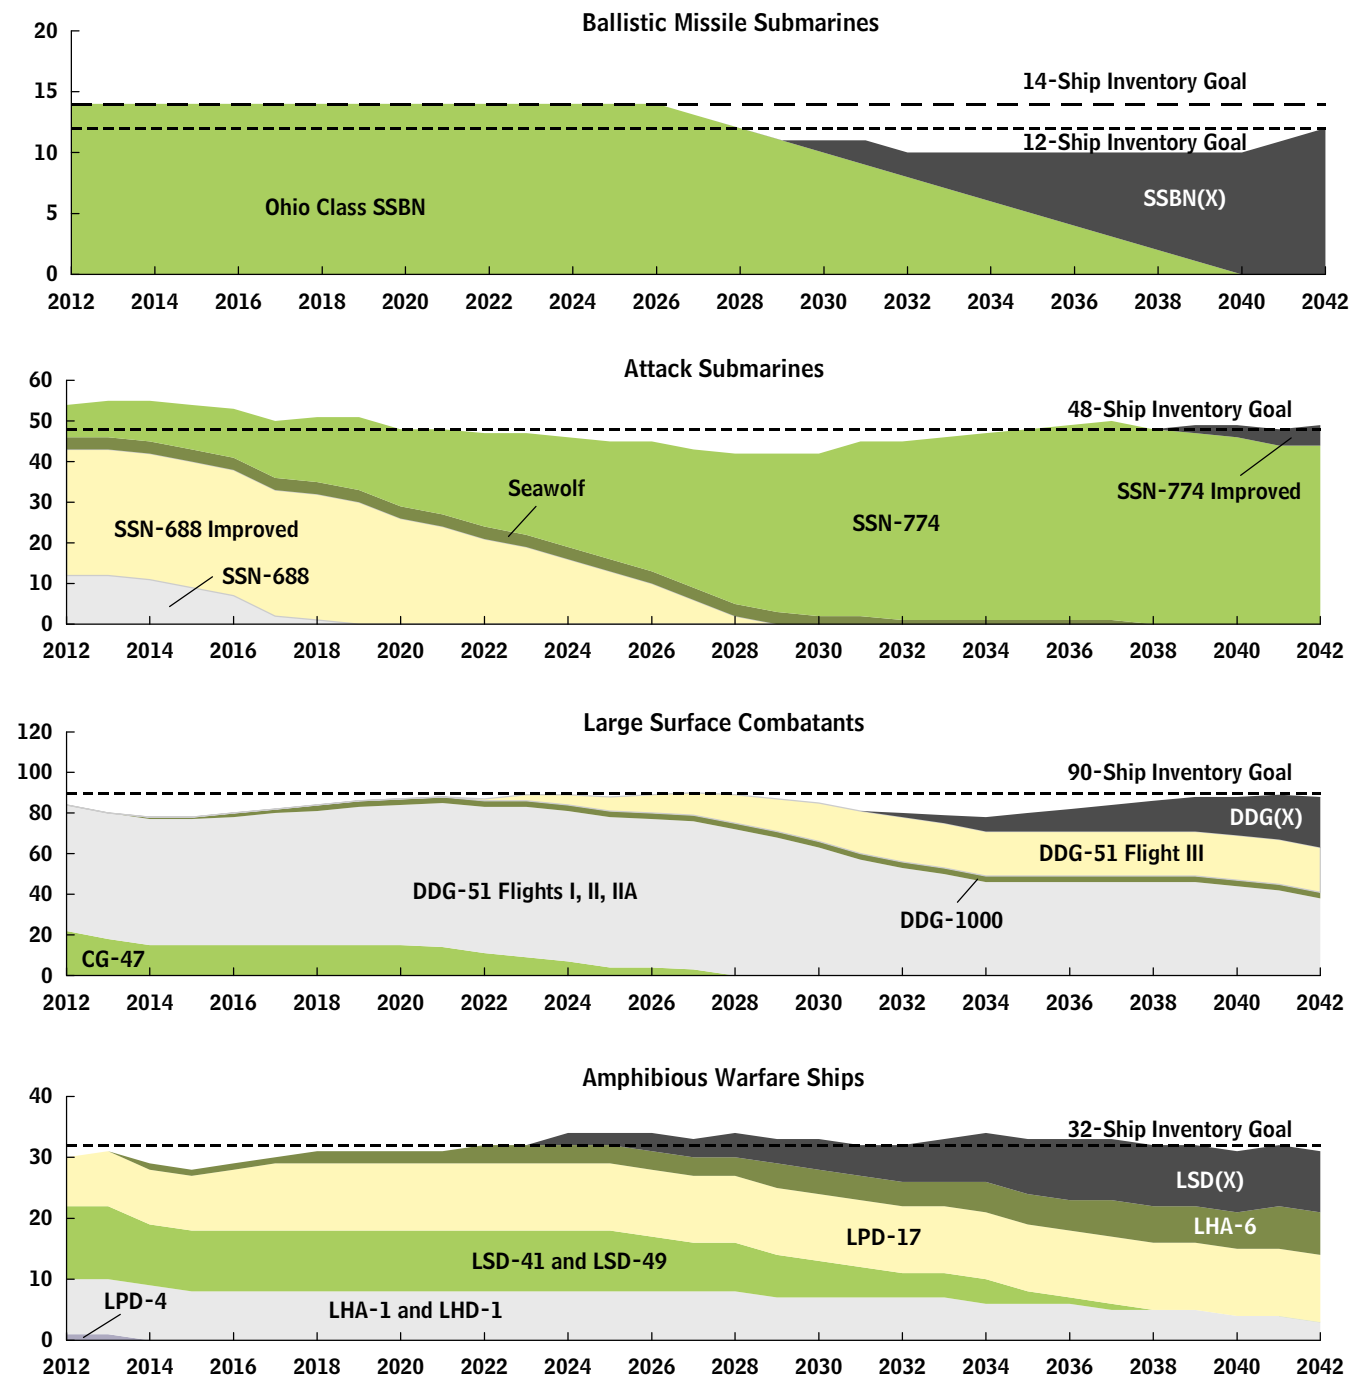 Ballistic Missile Submarines
20
15
10
5
0
14-Ship Inventory Goal
12-Ship Inventory Goal
Ohio Class SSBN
SSBN(X)
2012 2014 2016 2018 2020 2022 2024 2026 2028 2030 2032 2034 2036 2038 2040 2042
Attack Submarines
60
50
40
30
20
10
0
48-Ship Inventory Goal
Seawolf
SSN-774 Improved
SSN-688 Improved
SSN-774
SSN-688
2012 2014 2016 2018 2020 2022 2024 2026 2028 2030 2032 2034 2036 2038 2040 2042
Large Surface Combatants
120
100
80
60
40
20
0
90-Ship Inventory Goal
DDG(X)
DDG-51 Flight III
DDG-51 Flights I, II, IIA
DDG-1000
CG-47
2012 2014 2016 2018 2020 2022 2024 2026 2028 2030 2032 2034 2036 2038 2040 2042
Amphibious Warfare Ships
40
30
20
10
0
32-Ship Inventory Goal
LSD(X)
LHA-6
LPD-17
LSD-41 and LSD-49
LPD-4
LHA-1 and LHD-1
2012 2014 2016 2018 2020 2022 2024 2026 2028 2030 2032 2034 2036 2038 2040 2042